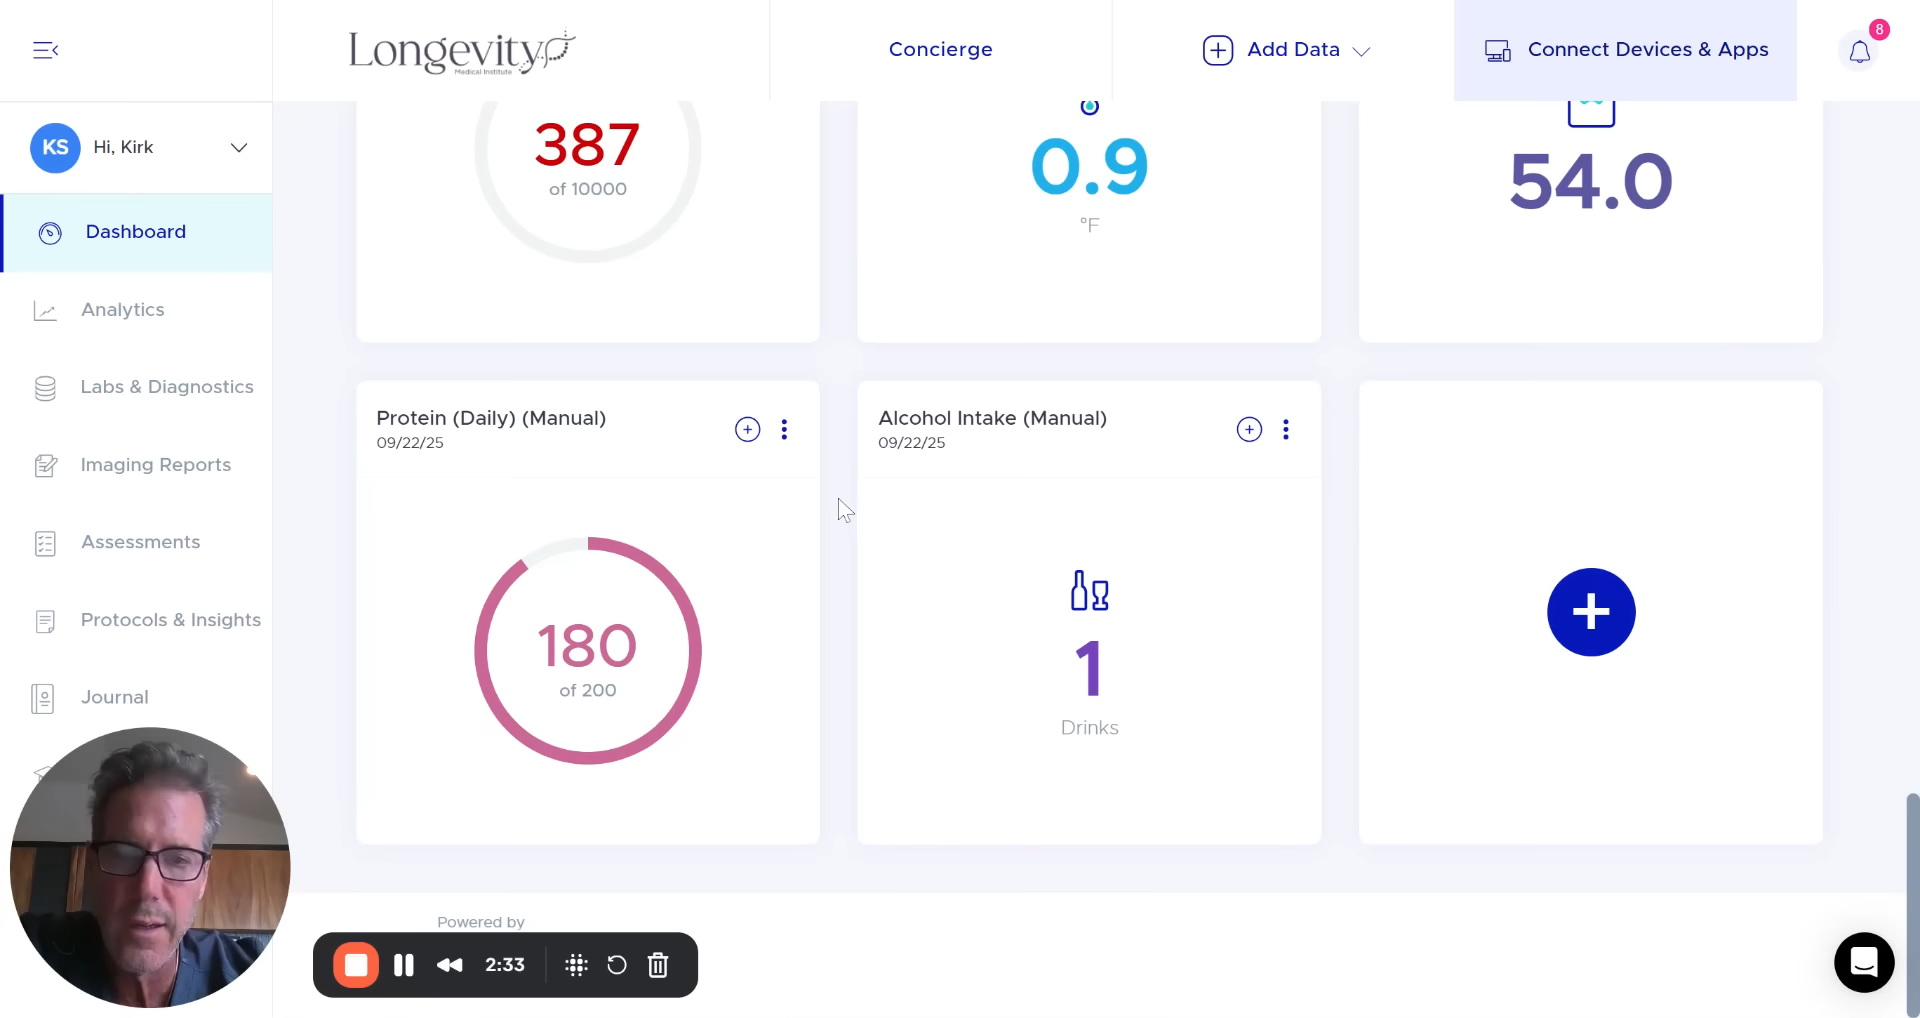 Longevity
Medical Institute
Concierge
Add Data
Connect Devices & Apps
8
KS
Hi, Kirk
Dashboard
Analytics
Labs & Diagnostics
Imaging Reports
Assessments
Protocols & Insights
Journal
387
of 10000
0.9
°F
54.0
Protein (Daily) (Manual)
09/22/25
180
of 200
Alcohol Intake (Manual)
09/22/25
1
Drinks
Powered by
2:33